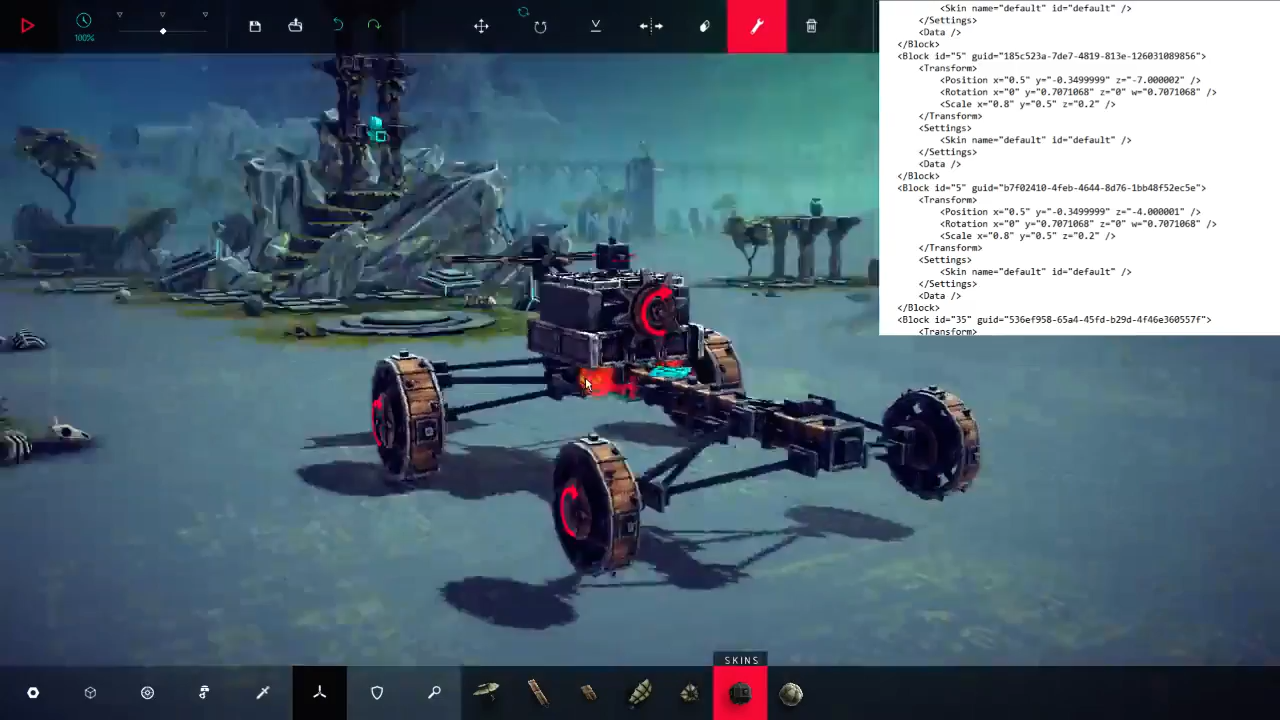 100%
<Skin name="default" id="default" />
</Settings>
<Data />
</Block>
<Block id="5" guid="185c523a-7de7-4819-813e-126031089856">
<Transform>
<Position x="0.5" y="-0.3499999" z="-7.000002" />
<Rotation x="0" y="0.7071068" z="0" w="0.7071068" />
<Scale x="0.8" y="0.5" z="0.2" />
</Transform>
<Settings>
<Skin name="default" id="default" />
</Settings>
<Data />
</Block>
<Block id="5" guid="b7f02410-4feb-4644-8d76-1bb48f52ec5e">
<Transform>
<Position x="0.5" y="-0.3499999" z="-4.000001" />
<Rotation x="0" y="0.7071068" z="0" w="0.7071068" />
<Scale x="0.8" y="0.5" z="0.2" />
</Transform>
<Settings>
<Skin name="default" id="default" />
</Settings>
<Data />
</Block>
<Block id="35" guid="536ef958-65a4-45fd-b29d-4f46e360557f">
<Transform>
SKINS